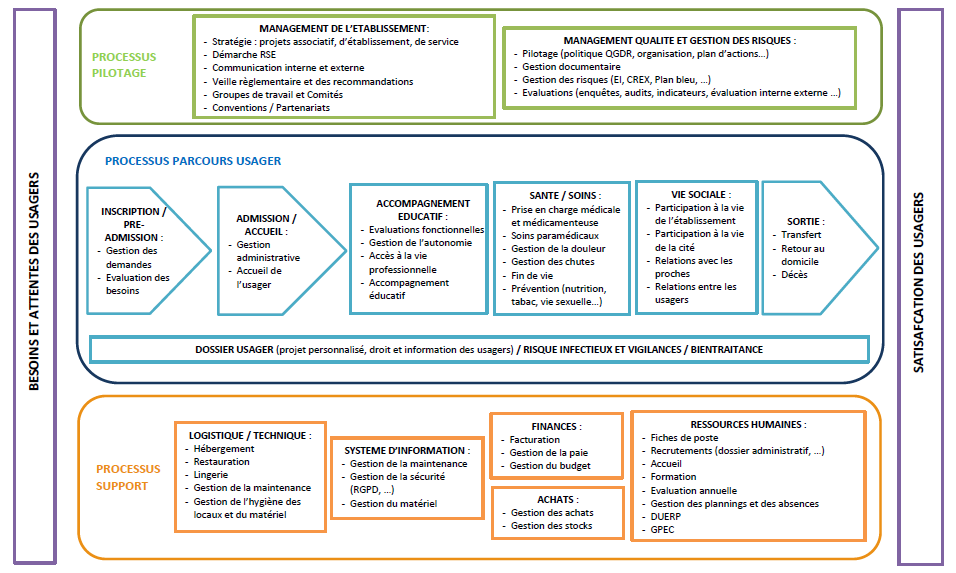 BESOINS ET ATTENTES DES USAGERS
PROCESSUS
PILOTAGE
MANAGEMENT DE L'ETABLISSEMENT:
- Stratégie : projets associatif, d'établissement, de service
- Démarche RSE
- Communication interne et externe
- Veille règlementaire et des recommandations
- Groupes de travail et Comités
- Conventions / Partenariats
MANAGEMENT QUALITE ET GESTION DES RISQUES :
- Pilotage (politique QGDR, organisation, plan d'actions...)
- Gestion documentaire
- Gestion des risques (EI, CREX, Plan bleu, ...)
- Evaluations (enquêtes, audits, indicateurs, évaluation interne externe ...)
PROCESSUS PARCOURS USAGER
INSCRIPTION /
PRE-
ADMISSION :
- Gestion des
demandes
- Evaluation des
besoins
ADMISSION /
ACCUEIL :
- Gestion
administrative
- Accueil de
l'usager
ACCOMPAGNEMENT
EDUCATIF :
- Evaluations fonctionnelles
- Gestion de l'autonomie
- Accès à la vie
professionnelle
- Accompagnement
éducatif
SANTE / SOINS :
- Prise en charge médicale et
médicamenteuse
- Soins paramédicaux
- Gestion de la douleur
- Gestion des chutes
- Fin de vie
- Prévention (nutrition,
tabac, vie sexuelle...)
VIE SOCIALE :
- Participation à la vie
de l'établissement
- Participation à la vie
de la cité
- Relations avec les
proches
- Relations entre les
usagers
SORTIE :
- Transfert
- Retour au
domicile
- Décès
DOSSIER USAGER (projet personnalisé, droit et information des usagers) / RISQUE INFECTIEUX ET VIGILANCES / BIENTRAITANCE
PROCESSUS
SUPPORT
LOGISTIQUE / TECHNIQUE :
- Hébergement
- Restauration
- Lingerie
- Gestion de la maintenance
- Gestion de l'hygiène des
locaux et du matériel
SYSTEME D'INFORMATION :
- Gestion de la maintenance
- Gestion de la sécurité
(RGPD, ...)
- Gestion du matériel
FINANCES :
- Facturation
- Gestion de la paie
- Gestion du budget
ACHATS :
- Gestion des achats
- Gestion des stocks
RESSOURCES HUMAINES :
- Fiches de poste
- Recrutements (dossier administratif, ...)
- Accueil
- Formation
- Evaluation annuelle
- Gestion des plannings et des absences
- DUERP
- GPEC
SATISAFCATION DES USAGERS